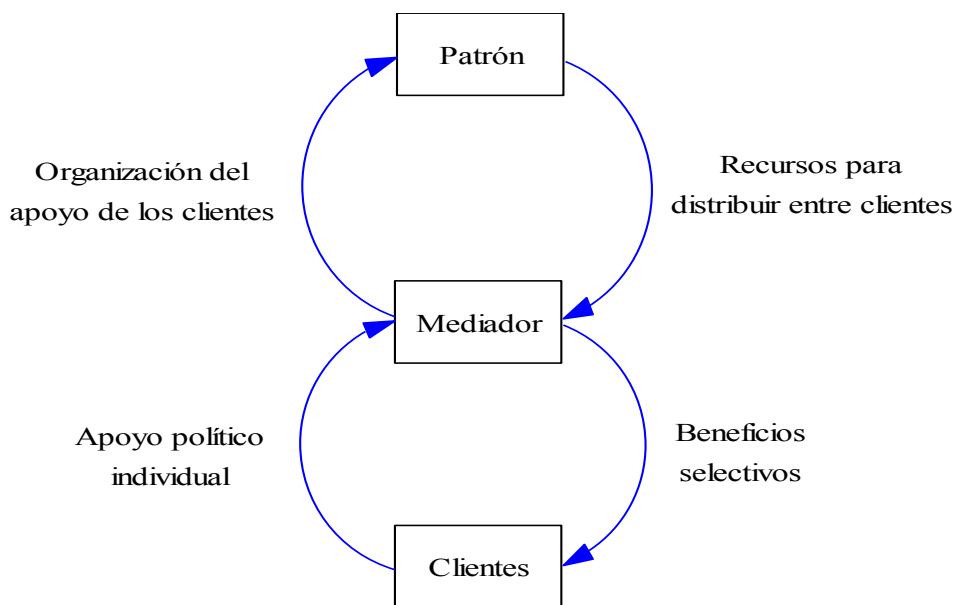 Patrón
Organización del
apoyo de los clientes
Recursos para
distribuir entre clientes
Mediador
Apoyo político
individual
Beneficios
selectivos
Clientes